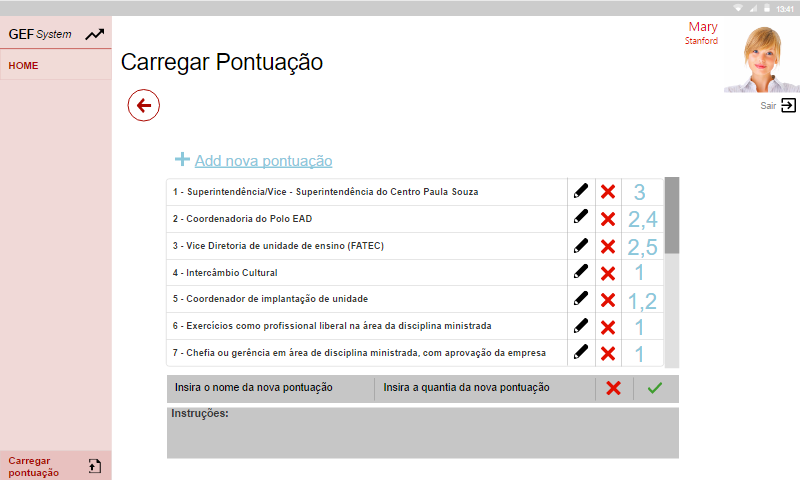 13:41
GEF System
HOME
Mary
Stanford
Sair
Carregar Pontuação
Add nova pontuação
1 - Superintendência/Vice - Superintendência do Centro Paula Souza 3
2 - Coordenadoria do Polo EAD 2,4
3 - Vice Diretoria de unidade de ensino (FATEC) 2,5
4 - Intercâmbio Cultural 1
5 - Coordenador de implantação de unidade 1,2
6 - Exercícios como profissional liberal na área da disciplina ministrada 1
7 - Chefia ou gerência em área de disciplina ministrada, com aprovação da empresa 1
Insira o nome da nova pontuação Insira a quantia da nova pontuação
Instruções:
Carregar
pontuação